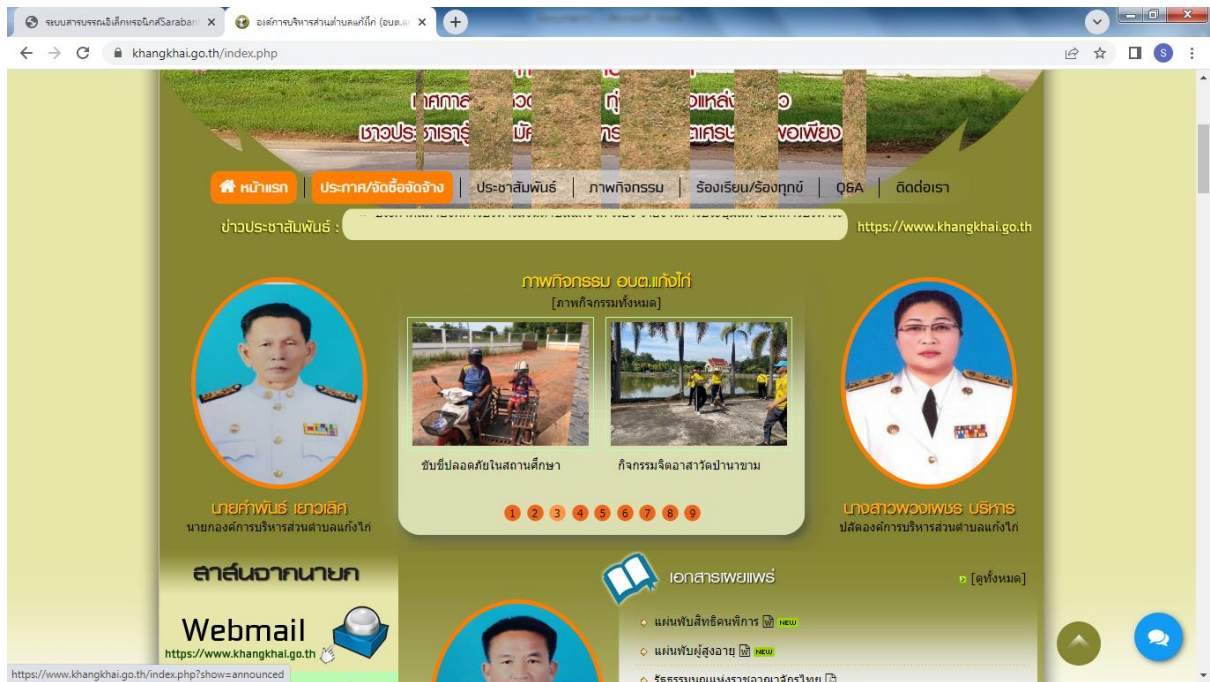 ระบบสารบรรณอิเล็กทรอนิกส์Saraban
องค์การบริหารส่วนตำบลแก้งไก่ (อบต.แก
khangkhai.go.th/index.php
S
หน้าแรก
ประกาศ/จัดซื้อจัดจ้าง
ประชาสัมพันธ์
ภาพกิจกรรม
ร้องเรียน/ร้องทุกข์
Q&A
ติดต่อเรา
ข่าวประชาสัมพันธ์ :
https://www.khangkhai.go.th
ภาพกิจกรรม อบต.แก้งไก่
[ภาพกิจกรรมทั้งหมด]
ขับขี่ปลอดภัยในสถานศึกษา
กิจกรรมจิตอาสาวัดป่านาขาม
1 2 3 4 5 6 7 8 9
นายคำพันธ์ เยาวเลิศ
นายกองค์การบริหารส่วนตำบลแก้งไก่
นางสาวพวงเพชร บริหาร
ปลัดองค์การบริหารส่วนตำบลแก้งไก่
สาส์นจากนายก
Webmail
https://www.khangkhai.go.th
เอกสารเผยแพร่
[ดูทั้งหมด]
แผ่นพับสิทธิคนพิการ NEW
แผ่นพับผู้สูงอายุ NEW
รัฐธรรมนูญแห่งราชอาณาจักรไทย
https://www.khangkhai.go.th/index.php?show=announced